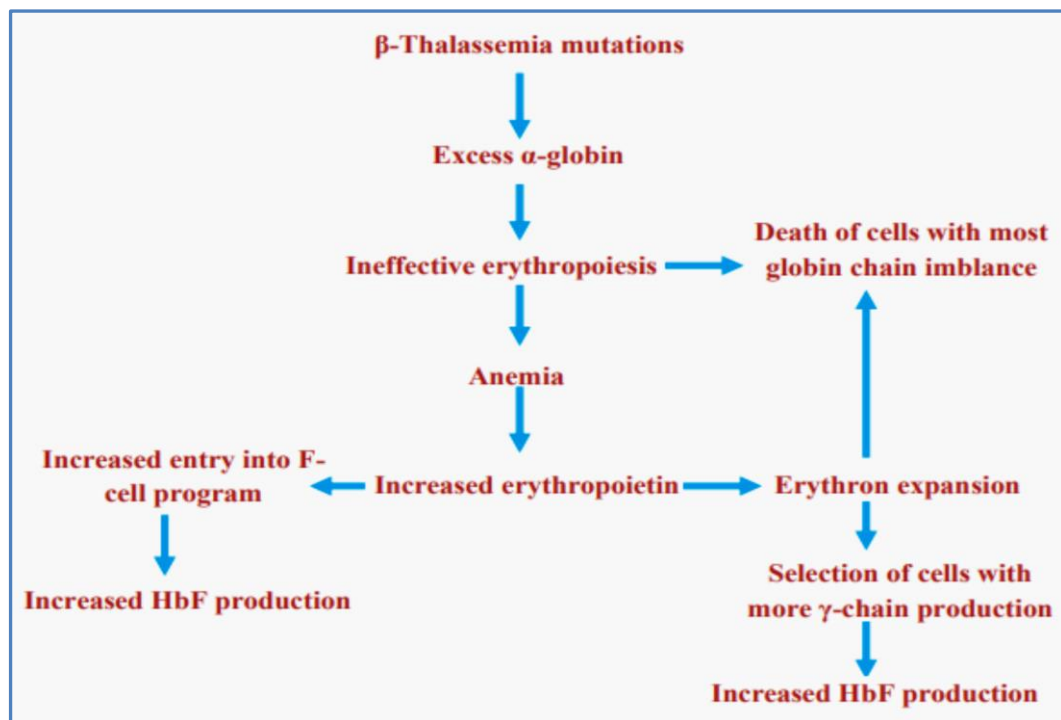 β-Thalassemia mutations
Excess α-globin
Ineffective erythropoiesis
Death of cells with most
globin chain imblance
Anemia
Increased entry into F-
cell program
Increased erythropoietin
Erythron expansion
Increased HbF production
Selection of cells with
more γ-chain production
Increased HbF production